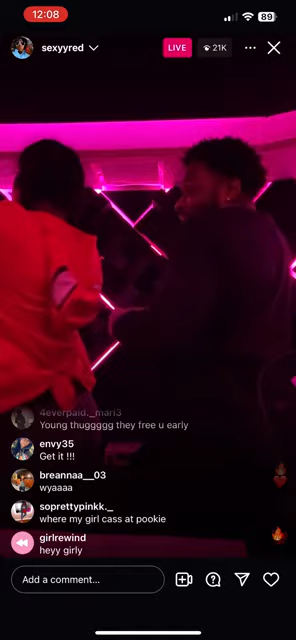 12:08
89
sexyyred
LIVE
21K
4everpaid._mari3
Young thuggggg they free u early
envy35
Get it !!!
breannaa__03
wyaaaa
soprettypinkk._
where my girl cass at pookie
girlrewind
heyy girly
Add a comment...